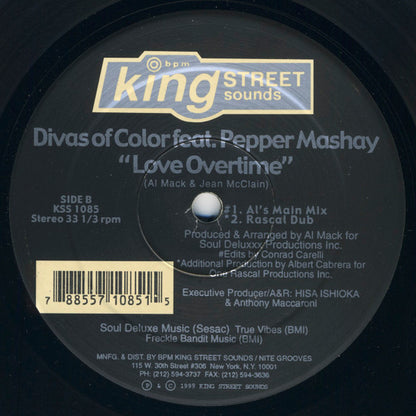 bpm
king STREET
sounds
Divas of Color feat. Pepper Mashay
"Love Overtime"
(Al Mack & Jean McClain)
SIDE B
KSS 1085
Stereo 33 1/3 rpm
#1. Al's Main Mix
*2. Rascal Dub
Produced & Arranged by Al Mack for
Soul Deluxxx Productions Inc.
#Edits by Conrad Carelli
*Additional Production by Albert Cabrera for
One Rascal Productions Inc.
Executive Producer/A&R: HISA ISHIOKA
& Anthony Maccaroni
7 88557 10851 5
Soul Deluxe Music (Sesac) True Vibes (BMI)
Freckle Bandit Music (BMI)
MNFG. & DIST. BY BPM KING STREET SOUNDS / NITE GROOVES
115 W. 30th Street #306 New York, N.Y. 10001
PH: (212) 594-3737 FAX: (212) 594-3636
℗ & © 1999 KING STREET SOUNDS